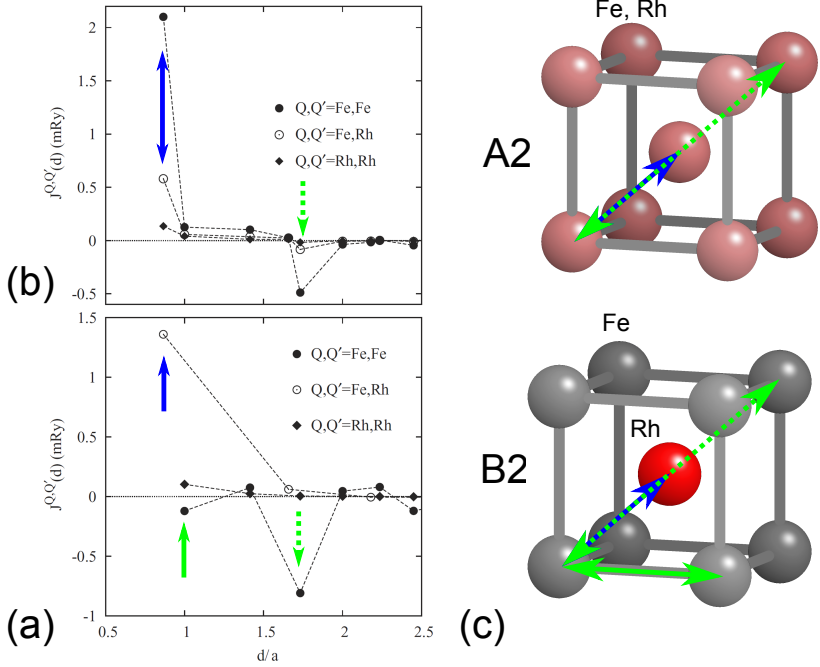 2
1.5
1
0.5
0
-0.5
J^{Q,Q′}(d) (mRy)
Q,Q′=Fe,Fe
Q,Q′=Fe,Rh
Q,Q′=Rh,Rh
(b)
Fe, Rh
A2
1.5
1
0.5
0
-0.5
-1
J^{Q,Q′}(d) (mRy)
Q,Q′=Fe,Fe
Q,Q′=Fe,Rh
Q,Q′=Rh,Rh
0.5 1 1.5 2 2.5
d/a
(a)
Fe
Rh
B2
(c)